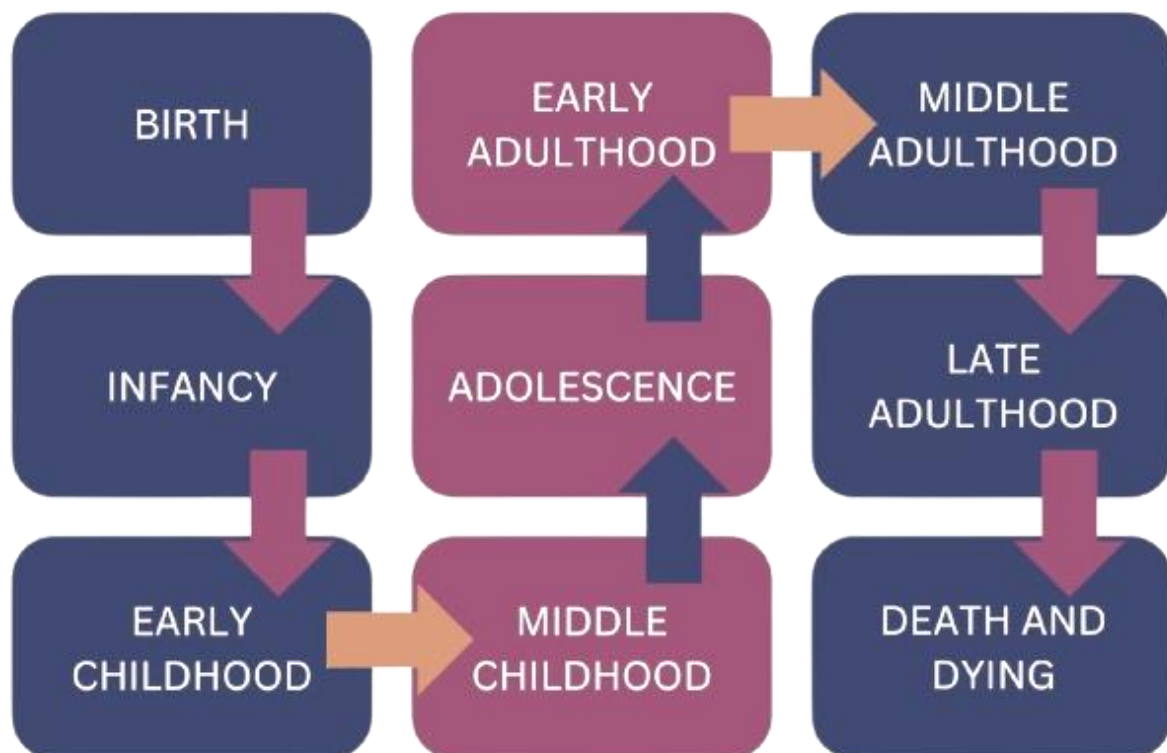 BIRTH
INFANCY
EARLY
CHILDHOOD
MIDDLE
CHILDHOOD
ADOLESCENCE
EARLY
ADULTHOOD
MIDDLE
ADULTHOOD
LATE
ADULTHOOD
DEATH AND
DYING